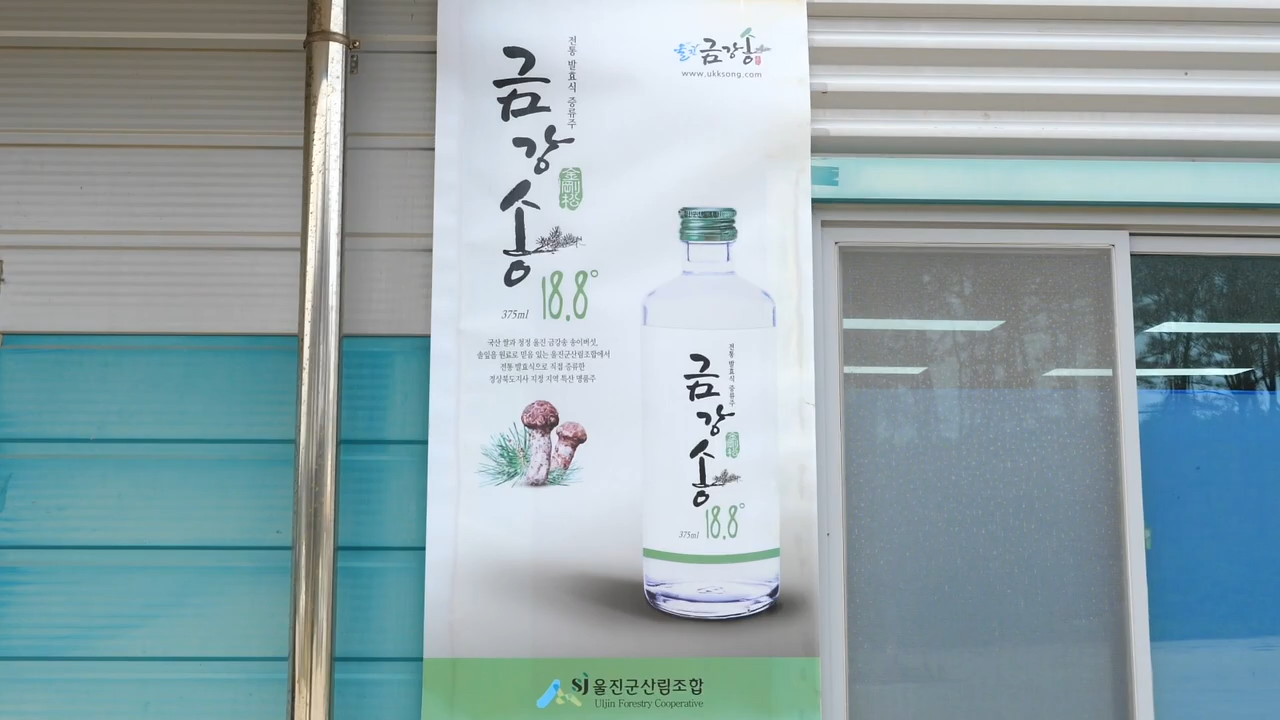 전통 발효식 증류주
금강송
金剛松
18.8°
375ml
국산 쌀과 청정 울진 금강송 송이버섯,
솔잎을 원료로 믿음 있는 울진군산림조합에서
전통 발효식으로 직접 증류한
경상북도지사 지정 지역 특산 명품주
울진금강송
www.ukksong.com
전통 발효식 증류주
금강송
金剛松
18.8°
375ml
SJ 울진군산림조합
Uljin Forestry Cooperative